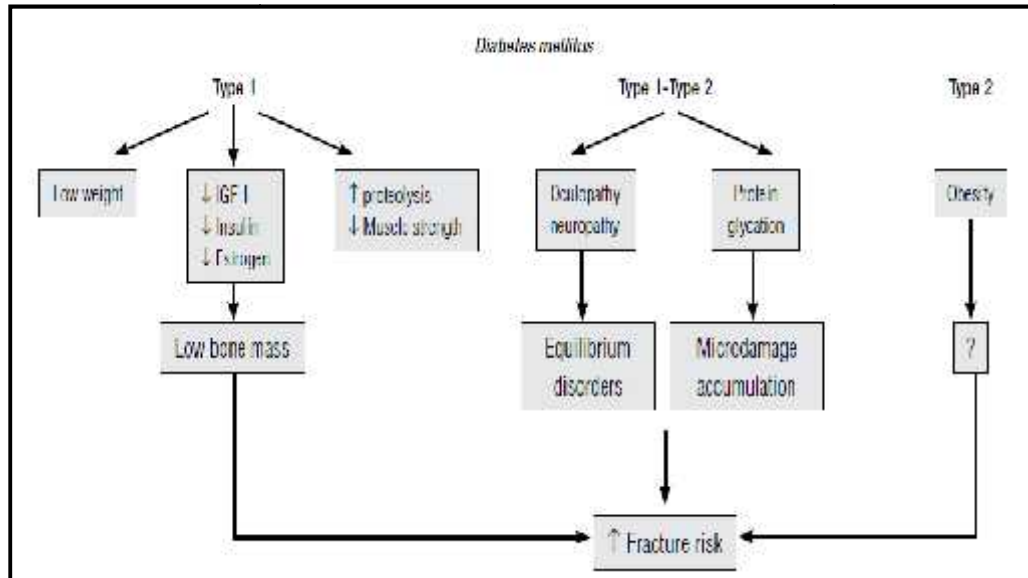 Diabetes mellitus
Type 1
Type 1-Type 2
Type 2
Low weight
↓ IGF I
↓ Insulin
↓ Estrogen
↑ proteolysis
↓ Muscle strength
Oculopathy
neuropathy
Protein
glycation
Obesity
Low bone mass
Equilibrium
disorders
Microdamage
accumulation
?
↑ Fracture risk